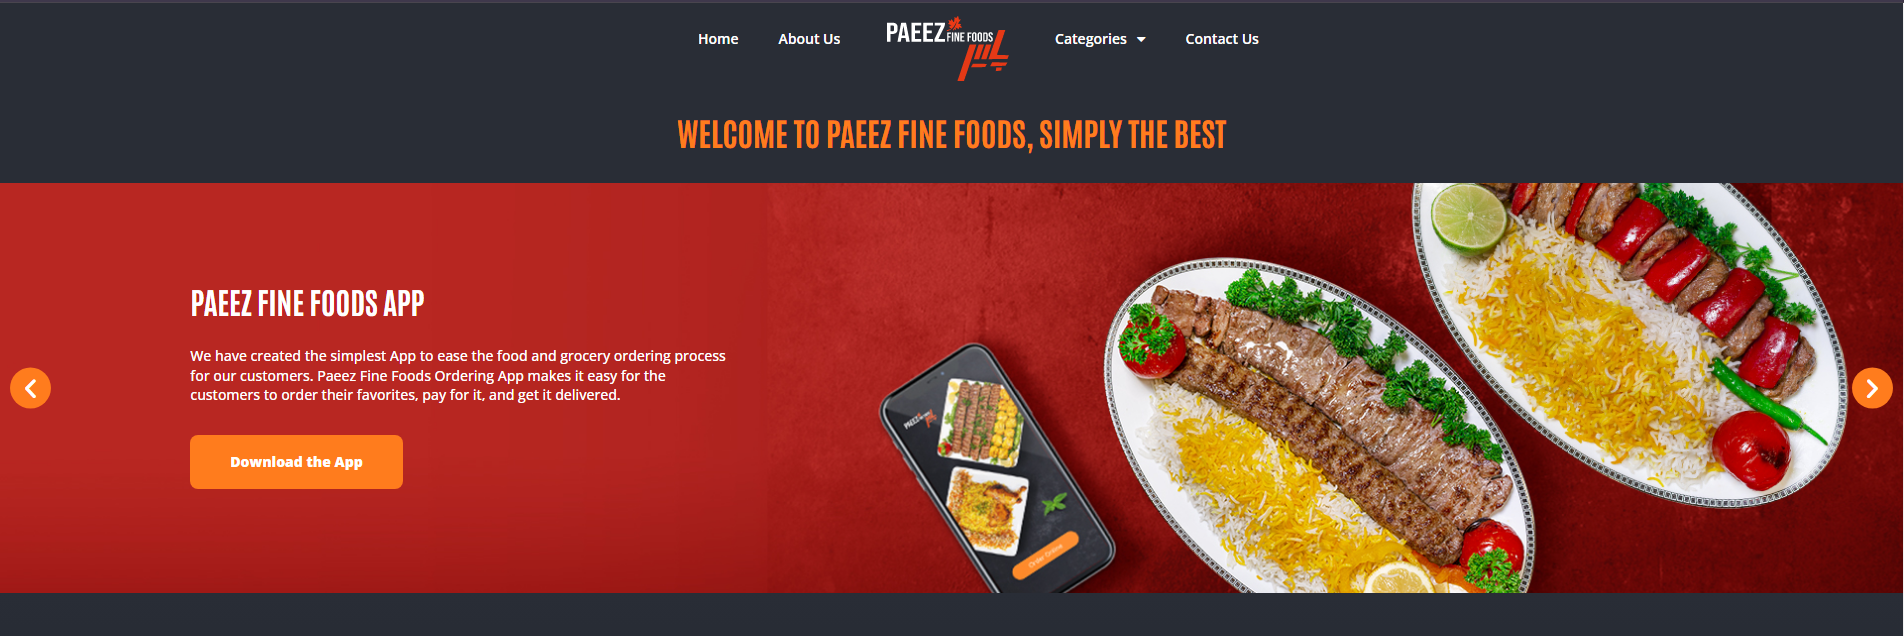 Home
About Us
PAEEZ
FINE FOODS
Categories
Contact Us
WELCOME TO PAEEZ FINE FOODS, SIMPLY THE BEST
PAEEZ FINE FOODS APP
We have created the simplest App to ease the food and grocery ordering process
for our customers. Paeez Fine Foods Ordering App makes it easy for the
customers to order their favorites, pay for it, and get it delivered.
Download the App
PAEEZ
Order Online